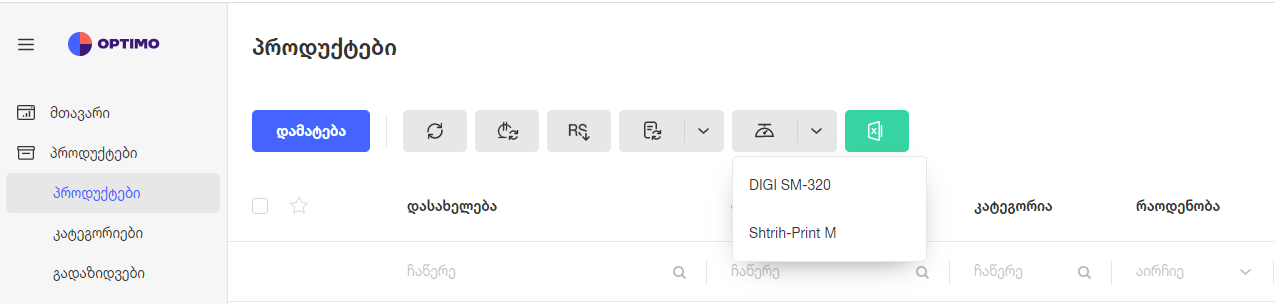 OPTIMO
პროდუქტები
მთავარი
პროდუქტები
პროდუქტები
კატეგორიები
გადაზიდვები
დამატება
RS
DIGI SM-320
Shtrih-Print M
დასახელება
კატეგორია
რაოდენობა
ჩაწერე
ჩაწერე
ჩაწერე
აირჩიე